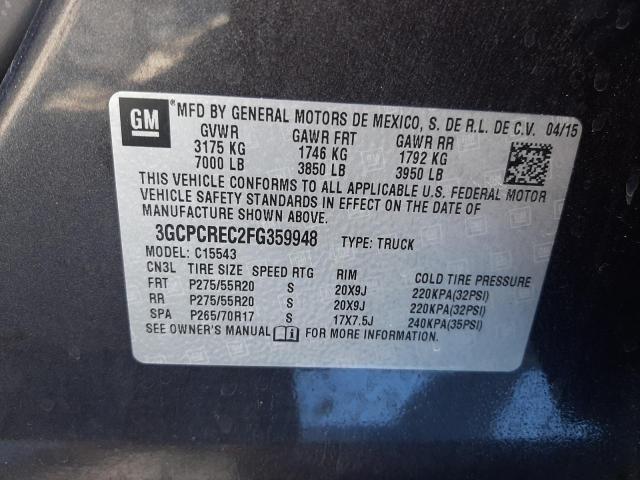 GM ® MFD BY GENERAL MOTORS DE MEXICO, S. DE R.L. DE C.V. 04/15
GVWR GAWR FRT GAWR RR
3175 KG 1746 KG 1792 KG
7000 LB 3850 LB 3950 LB
THIS VEHICLE CONFORMS TO ALL APPLICABLE U.S. FEDERAL MOTOR
VEHICLE SAFETY STANDARDS IN EFFECT ON THE DATE OF
MANUFACTURE SHOWN ABOVE.
3GCPCREC2FG359948 TYPE: TRUCK
MODEL: C15543
CN3L TIRE SIZE SPEED RTG RIM COLD TIRE PRESSURE
FRT P275/55R20 S 20X9J 220KPA(32PSI)
RR P275/55R20 S 20X9J 220KPA(32PSI)
SPA P265/70R17 S 17X7.5J 240KPA(35PSI)
SEE OWNER'S MANUAL FOR MORE INFORMATION.